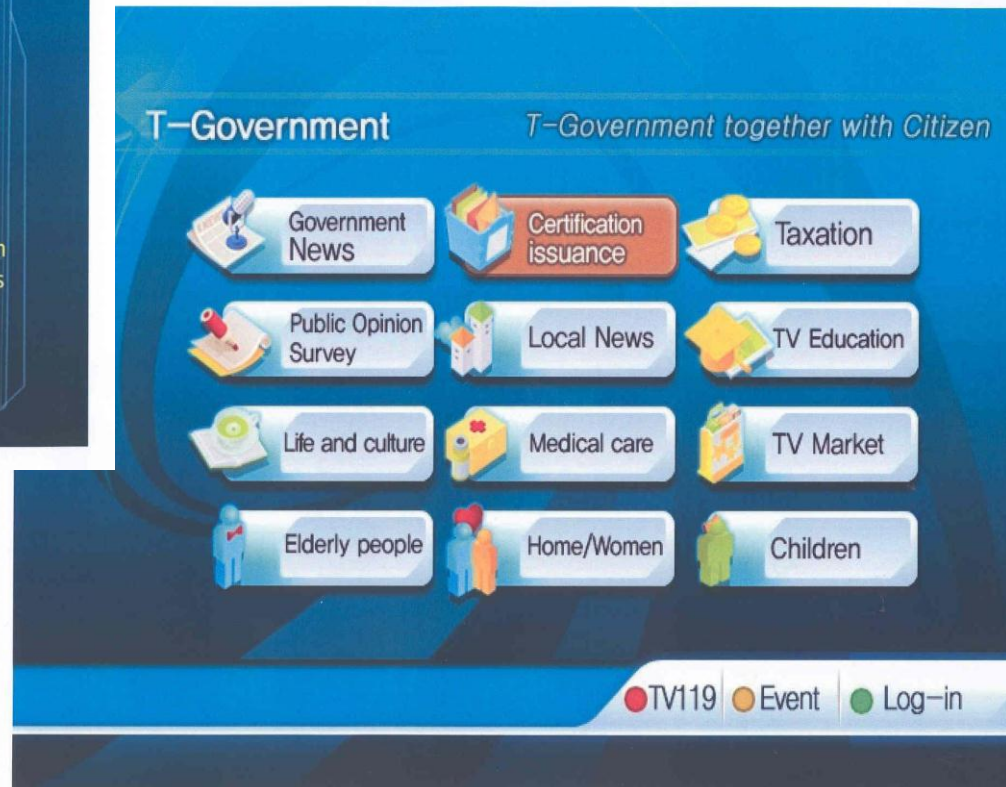 T-Government
T-Government together with Citizen
Government
News
Certification
issuance
Taxation
Public Opinion
Survey
Local News
TV Education
Life and culture
Medical care
TV Market
Elderly people
Home/Women
Children
TV119
Event
Log-in